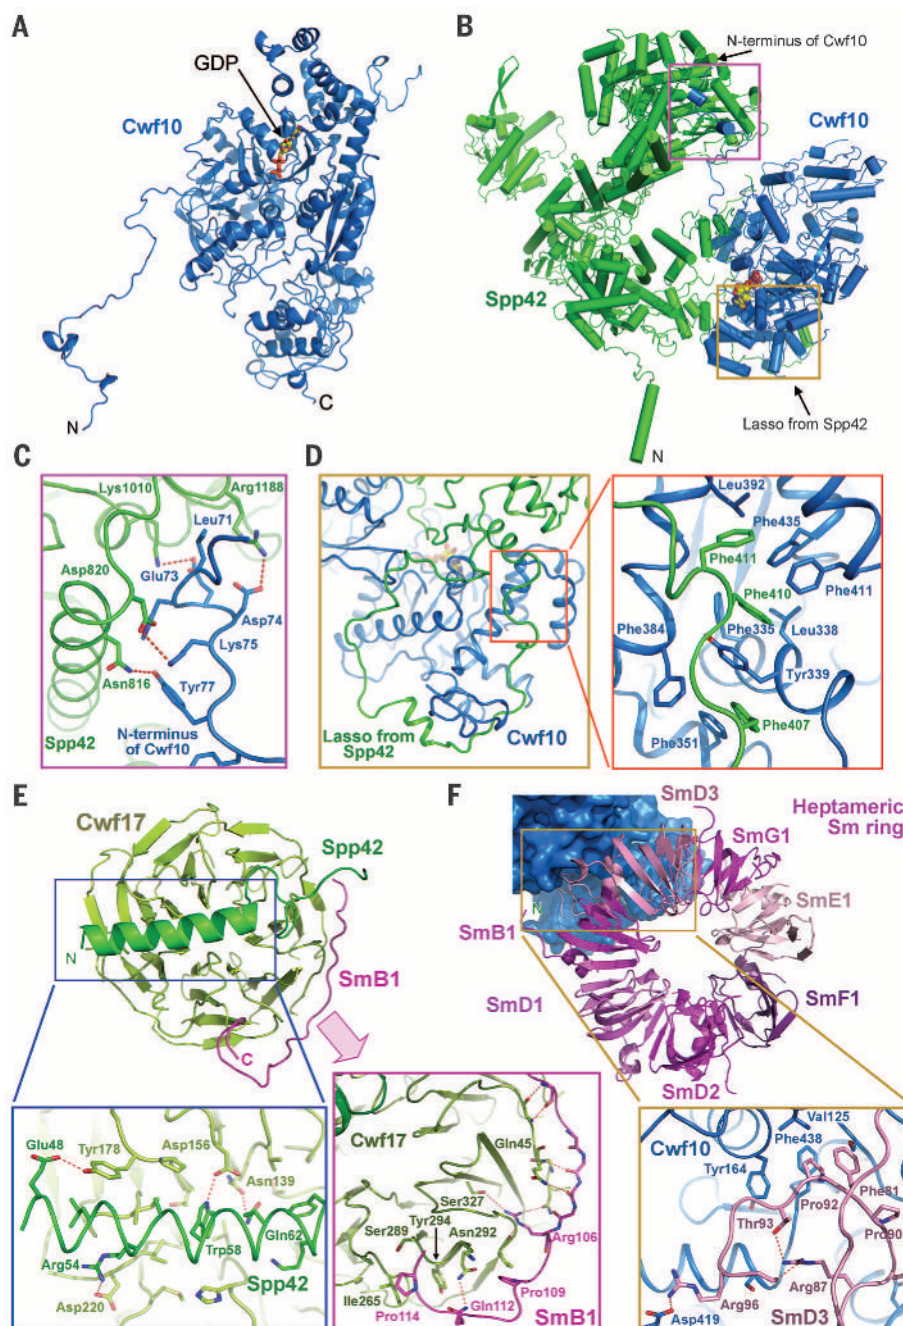 A
GDP
Cwf10
N
C
B
N-terminus of Cwf10
Cwf10
Spp42
Lasso from Spp42
N
C
Lys1010
Arg1188
Leu71
Asp820
Glu73
Asp74
Lys75
Asn816
Tyr77
Spp42
N-terminus
of Cwf10
D
Lasso from
Spp42
Cwf10
Leu392
Phe435
Phe411
Phe411
Phe410
Phe384
Phe335
Leu338
Tyr339
Phe407
Phe351
E
Cwf17
Spp42
N
SmB1
C
Glu48
Tyr178
Asp156
Asn139
Gln62
Trp58
Arg54
Spp42
Asp220
Cwf17
Gln45
Ser327
Tyr294
Ser289
Asn292
Arg106
Ile265
Pro109
Pro114
Gln112
SmB1
F
SmD3
Heptameric
Sm ring
SmG1
SmE1
N
SmB1
SmD1
SmF1
SmD2
Val125
Cwf10
Phe438
Tyr164
Phe81
Pro92
Thr93
Pro90
Arg87
Arg96
SmD3
Asp419